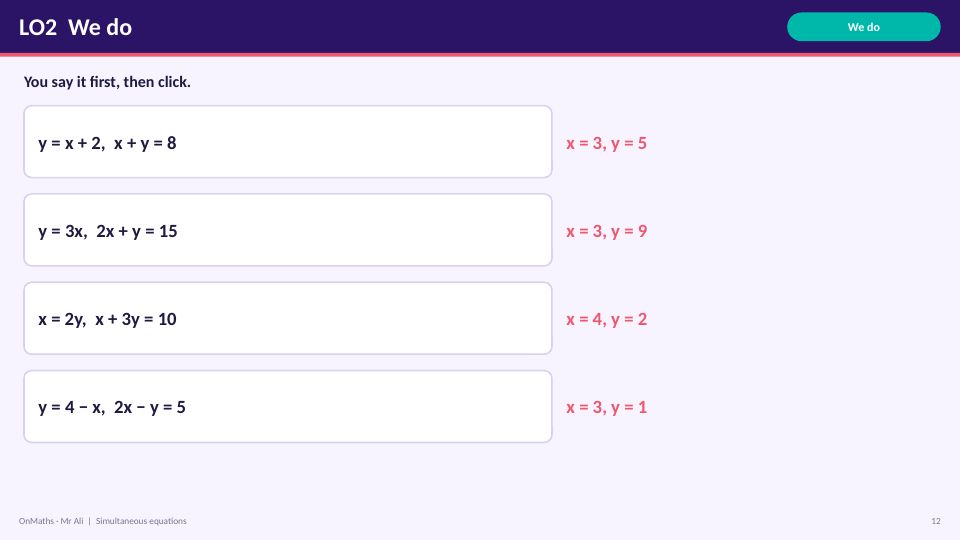 LO2  We do
We do
You say it first, then click.
y = x + 2,  x + y = 8
x = 3, y = 5
y = 3x,  2x + y = 15
x = 3, y = 9
x = 2y,  x + 3y = 10
x = 4, y = 2
y = 4 − x,  2x − y = 5
x = 3, y = 1
OnMaths · Mr Ali  |  Simultaneous equations
12